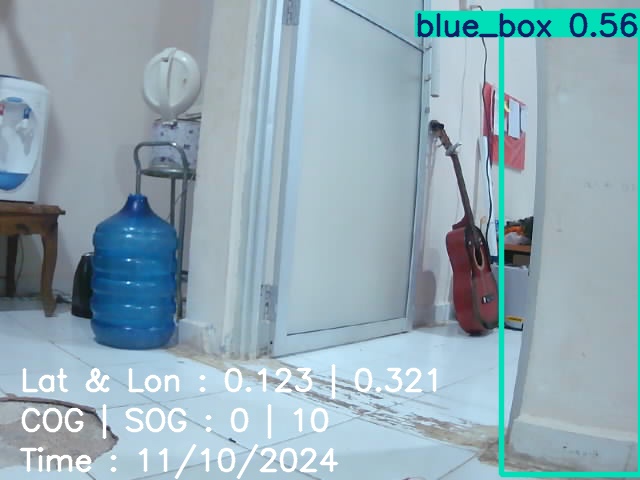 blue_box 0.56
Lat & Lon : 0.123 | 0.321
COG | SOG : 0 | 10
Time : 11/10/2024